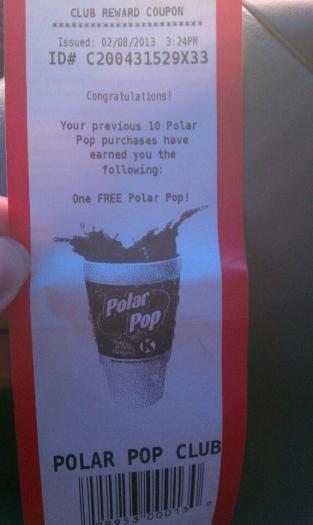 CLUB REWARD COUPON
Issued: 02/08/2013 3:24PM
ID# C200431529X33
Congratulations!
Your previous 10 Polar
Pop purchases have
earned you the
following:
One FREE Polar Pop!
Polar
Pop
K
POLAR POP CLUB